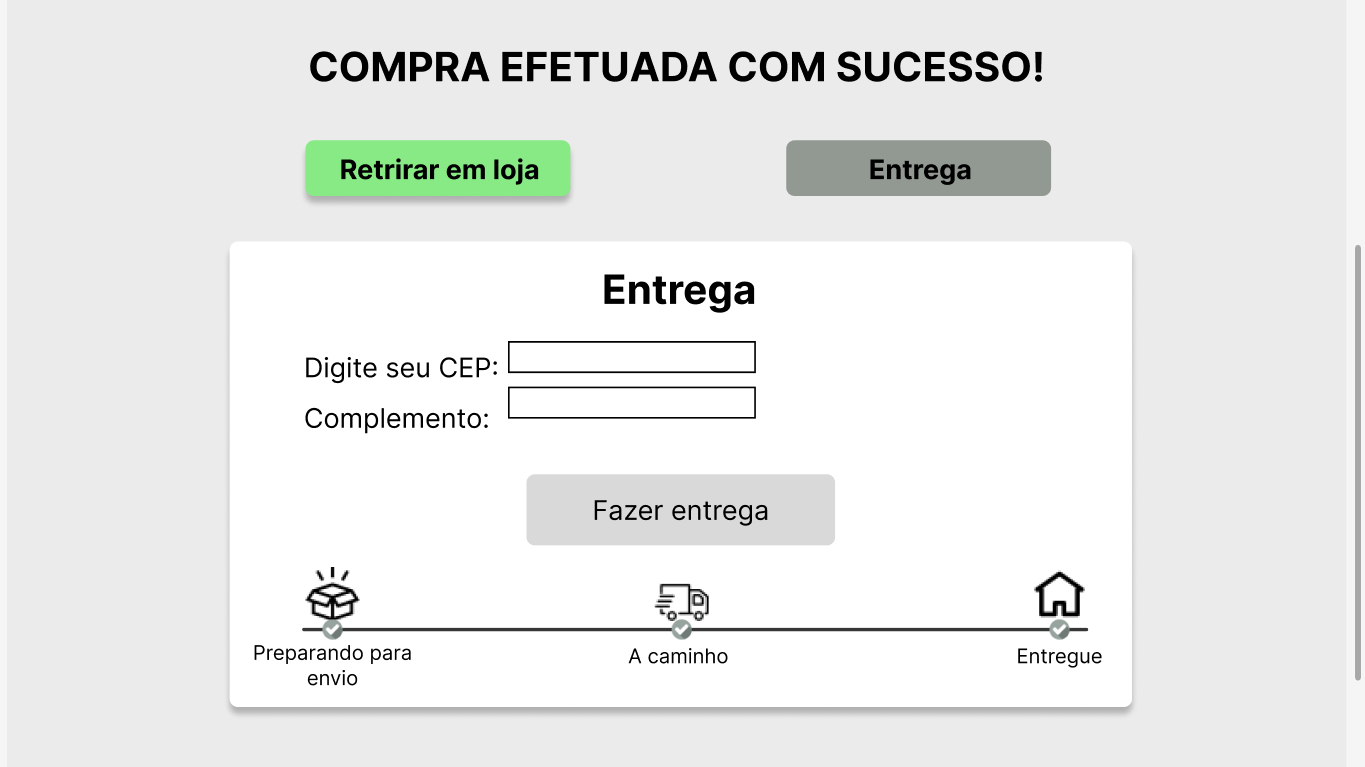 COMPRA EFETUADA COM SUCESSO!
Retrirar em loja
Entrega
Entrega
Digite seu CEP:
Complemento:
Fazer entrega
Preparando para
envio
A caminho
Entregue